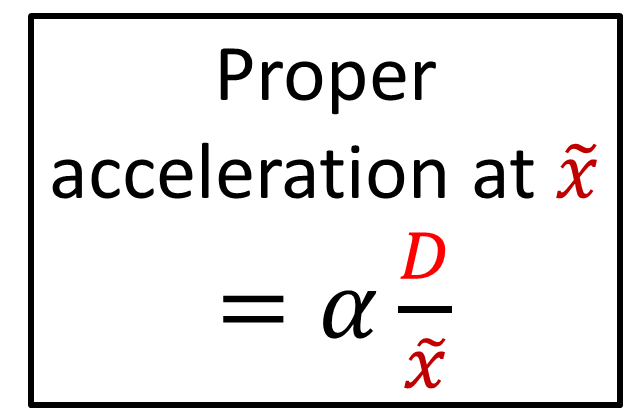 Proper
acceleration at x̃
= α D/x̃